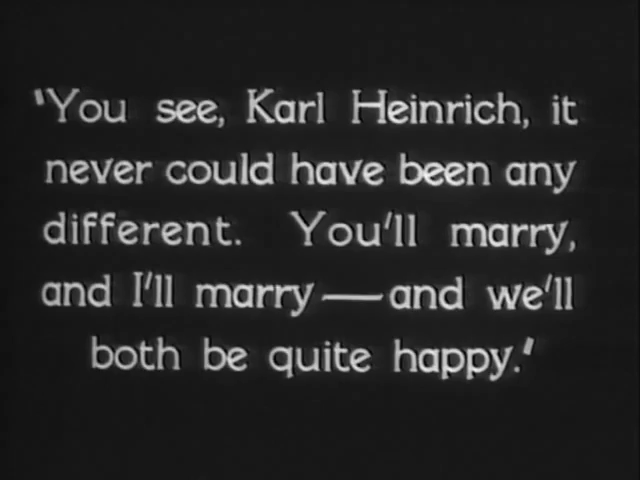 'You see, Karl Heinrich, it
never could have been any
different. You'll marry,
and I'll marry—and we'll
both be quite happy.'